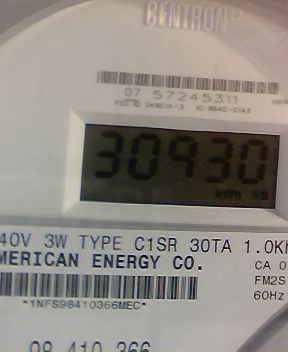 CENTRON®
07 57245311
30930
kWh
40V 3W TYPE C1SR 30TA 1.0K
MERICAN ENERGY CO.
CA 0
FM2S
60Hz
*1NFS98410366MEC*
98 410 366